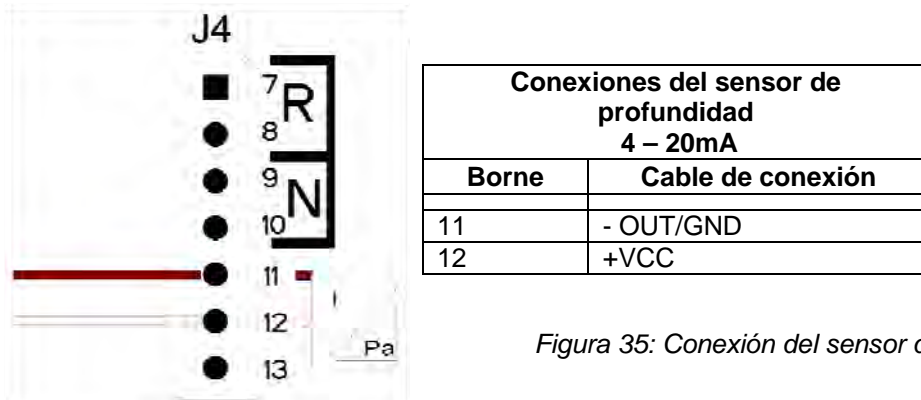 J4
7
R
8
9
N
10
11
12
13
Pa
Conexiones del sensor de
profundidad
4 – 20mA
Borne Cable de conexión
11 - OUT/GND
12 +VCC
Figura 35: Conexión del sensor